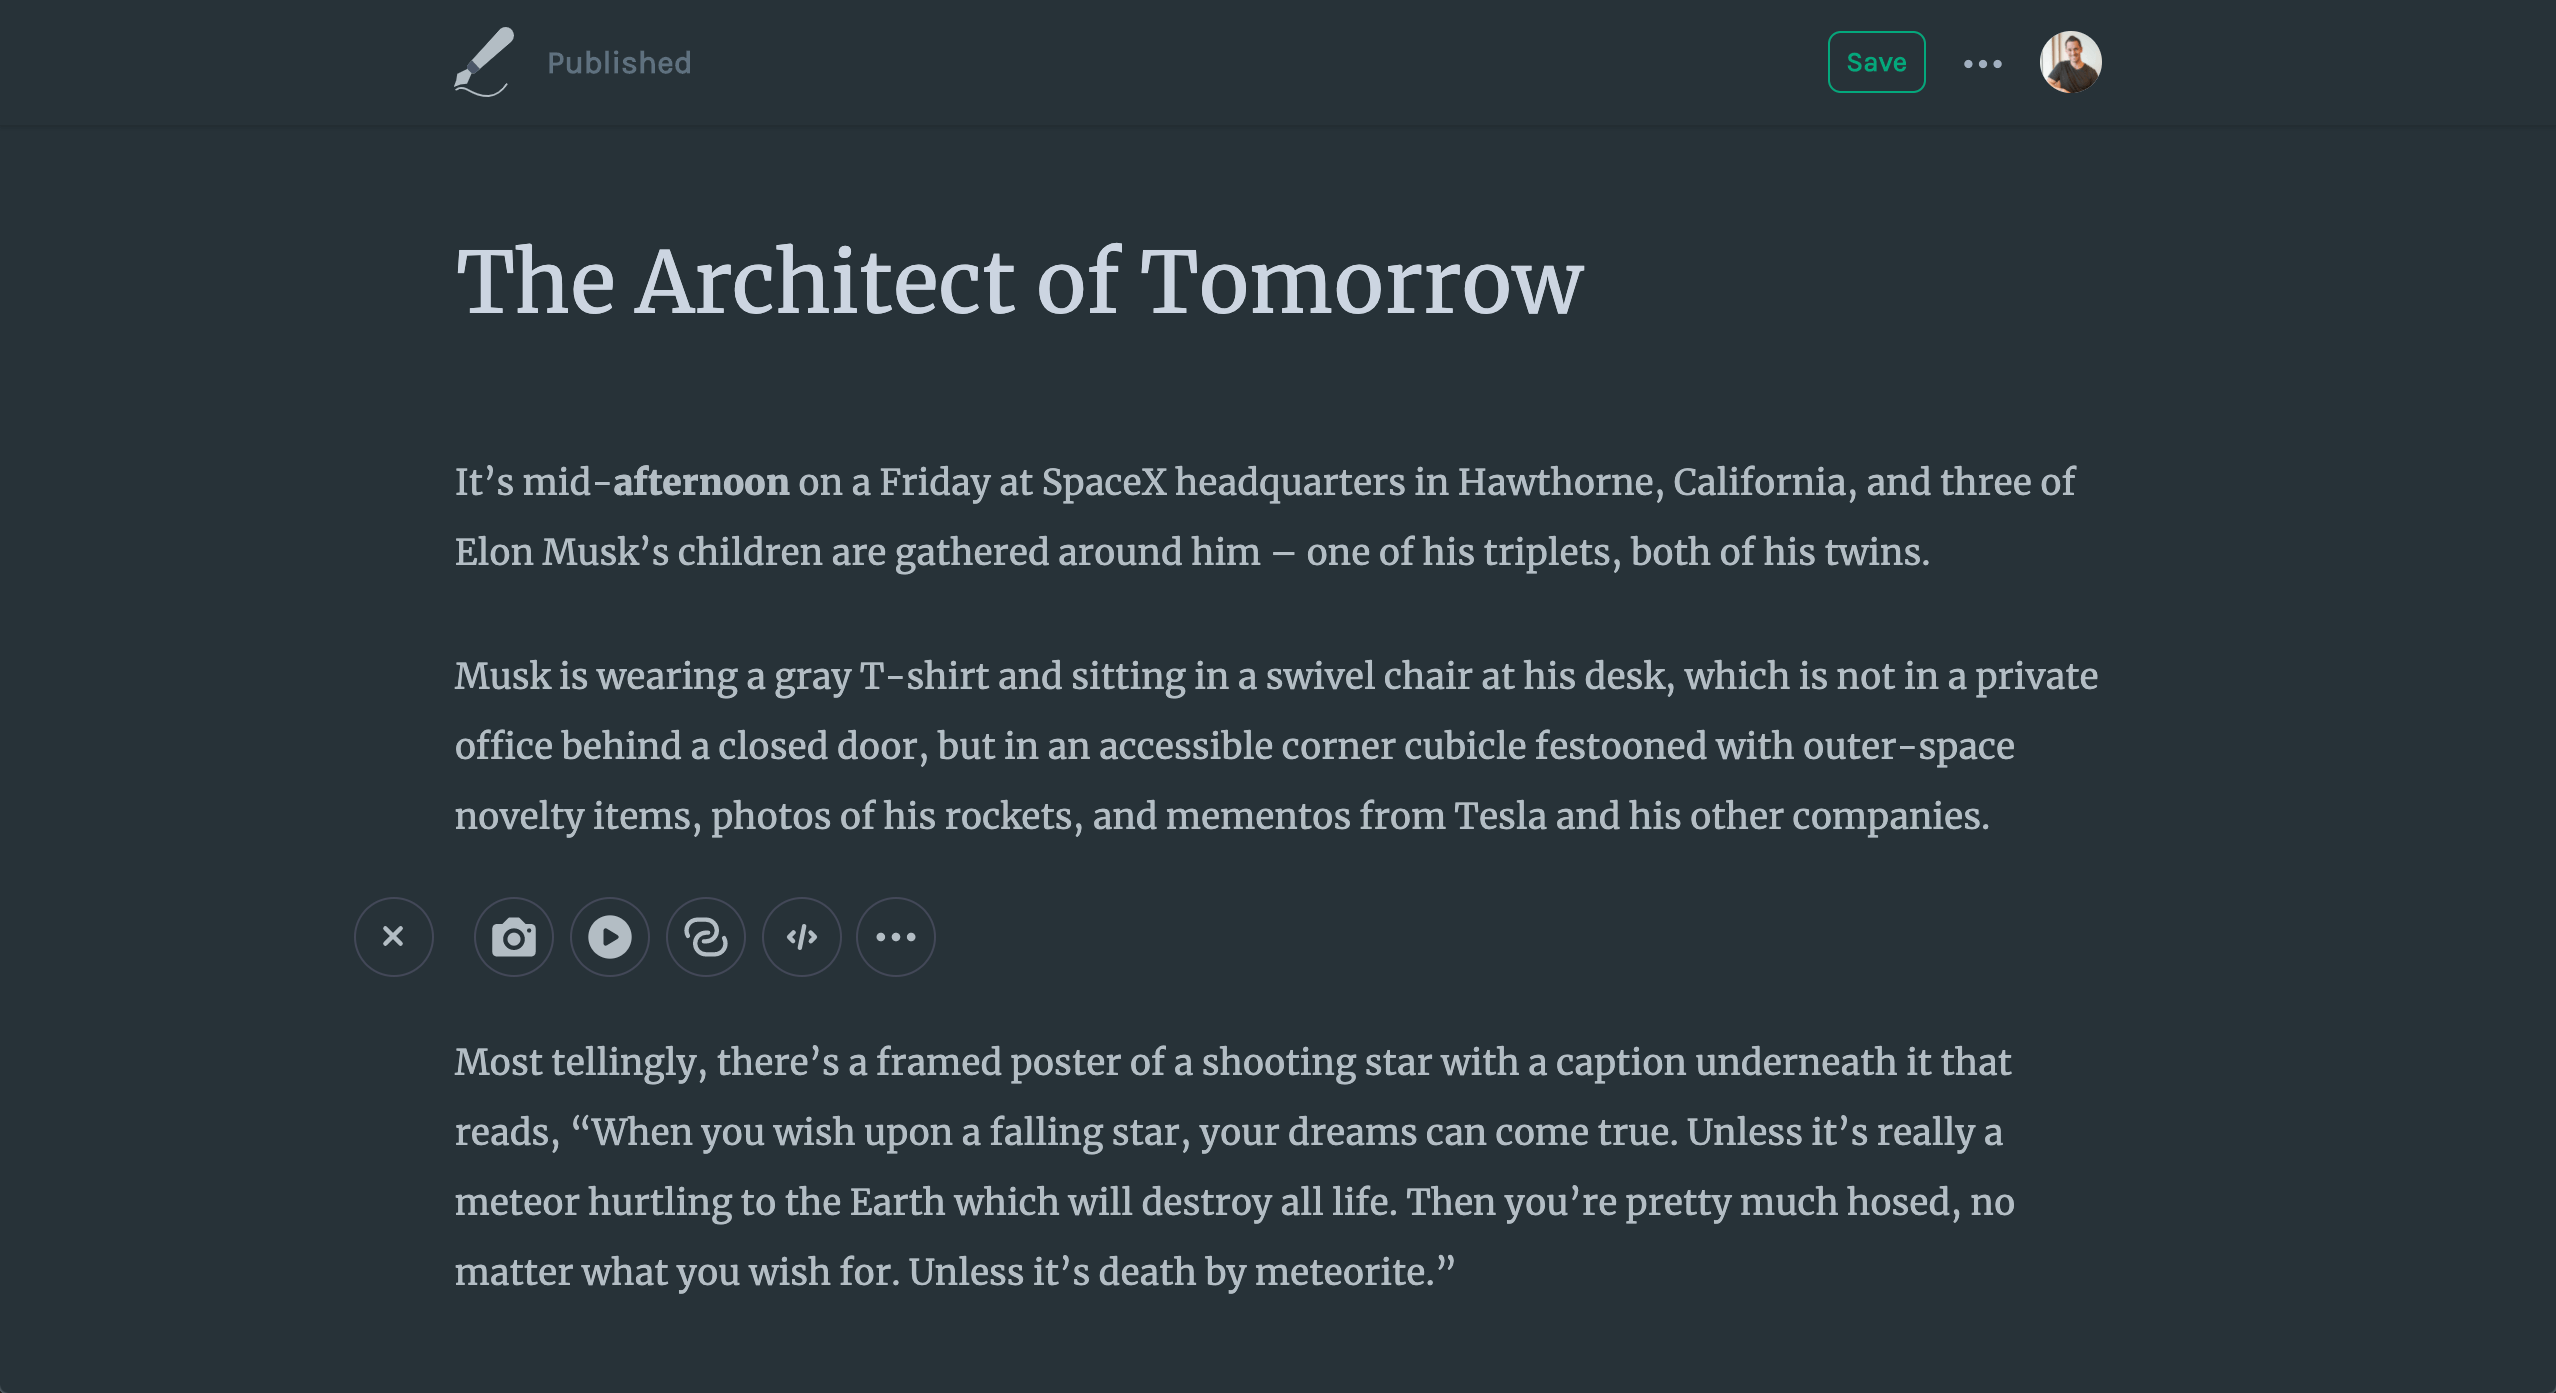 Published
Save
The Architect of Tomorrow
It’s mid-afternoon on a Friday at SpaceX headquarters in Hawthorne, California, and three of
Elon Musk’s children are gathered around him – one of his triplets, both of his twins.
Musk is wearing a gray T-shirt and sitting in a swivel chair at his desk, which is not in a private
office behind a closed door, but in an accessible corner cubicle festooned with outer-space
novelty items, photos of his rockets, and mementos from Tesla and his other companies.
Most tellingly, there’s a framed poster of a shooting star with a caption underneath it that
reads, “When you wish upon a falling star, your dreams can come true. Unless it’s really a
meteor hurtling to the Earth which will destroy all life. Then you’re pretty much hosed, no
matter what you wish for. Unless it’s death by meteorite.”